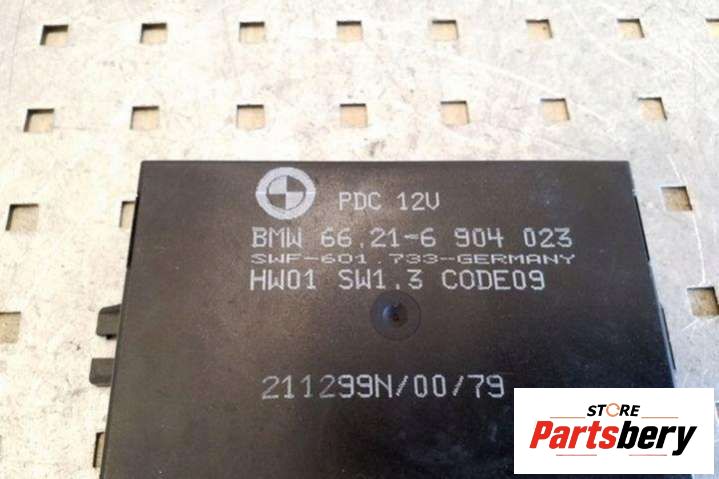 PDC 12V
BMW 66.21-6 904 023
SWF-601.733-GERMANY
HW01 SW1.3 CODE09
211299N/00/79
STORE
Partsbery